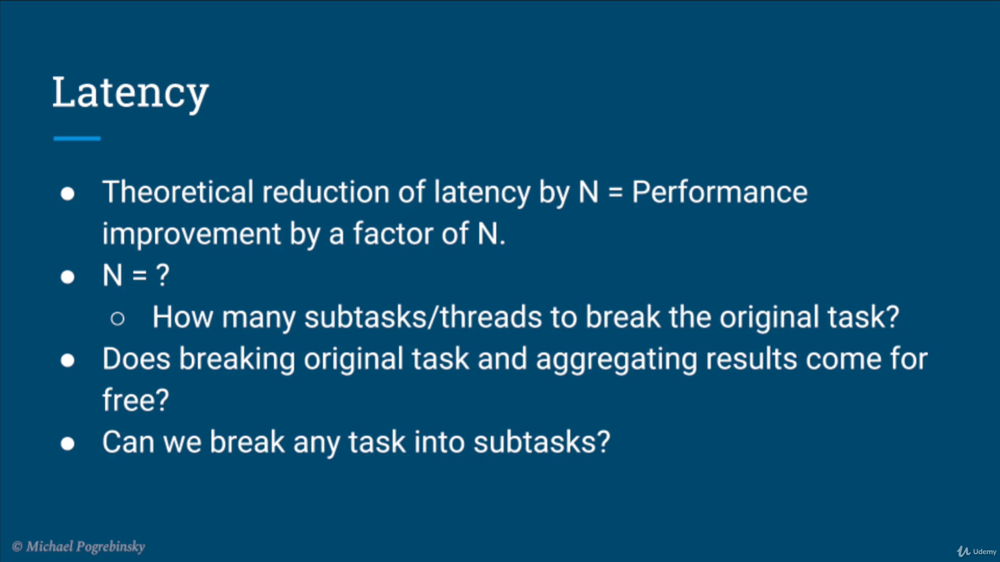 Latency
● Theoretical reduction of latency by N = Performance
improvement by a factor of N.
● N = ?
○ How many subtasks/threads to break the original task?
● Does breaking original task and aggregating results come for
free?
● Can we break any task into subtasks?
© Michael Pogrebinsky
Udemy